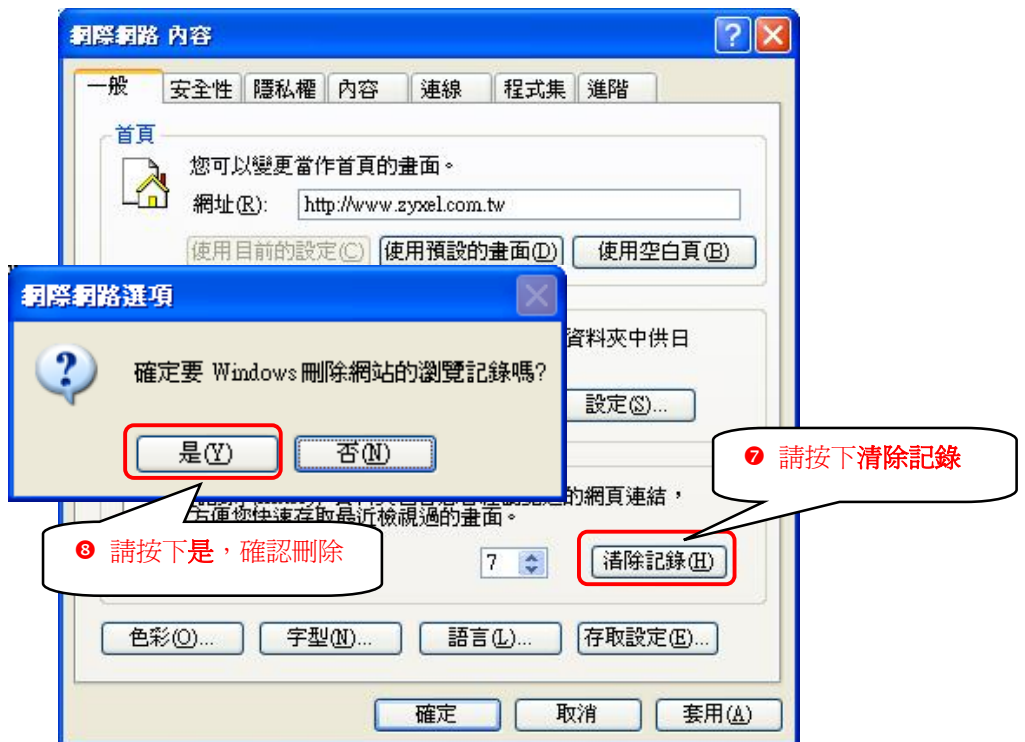 網際網路 內容
一般 安全性 隱私權 內容 連線 程式集 進階
首頁
您可以變更當作首頁的畫面。
網址(R): http://www.zyxel.com.tw
使用目前的設定(C) 使用預設的畫面(D) 使用空白頁(B)
網際網路選項
資料夾中供日
確定要 Windows 刪除網站的瀏覽記錄嗎?
設定(S)...
是(Y) 否(N)
❼ 請按下清除記錄
的網頁連結，
方便您快速存取最近檢視過的畫面。
❽ 請按下是，確認刪除
7 清除記錄(H)
色彩(O)... 字型(N)... 語言(L)... 存取設定(E)...
確定 取消 套用(A)